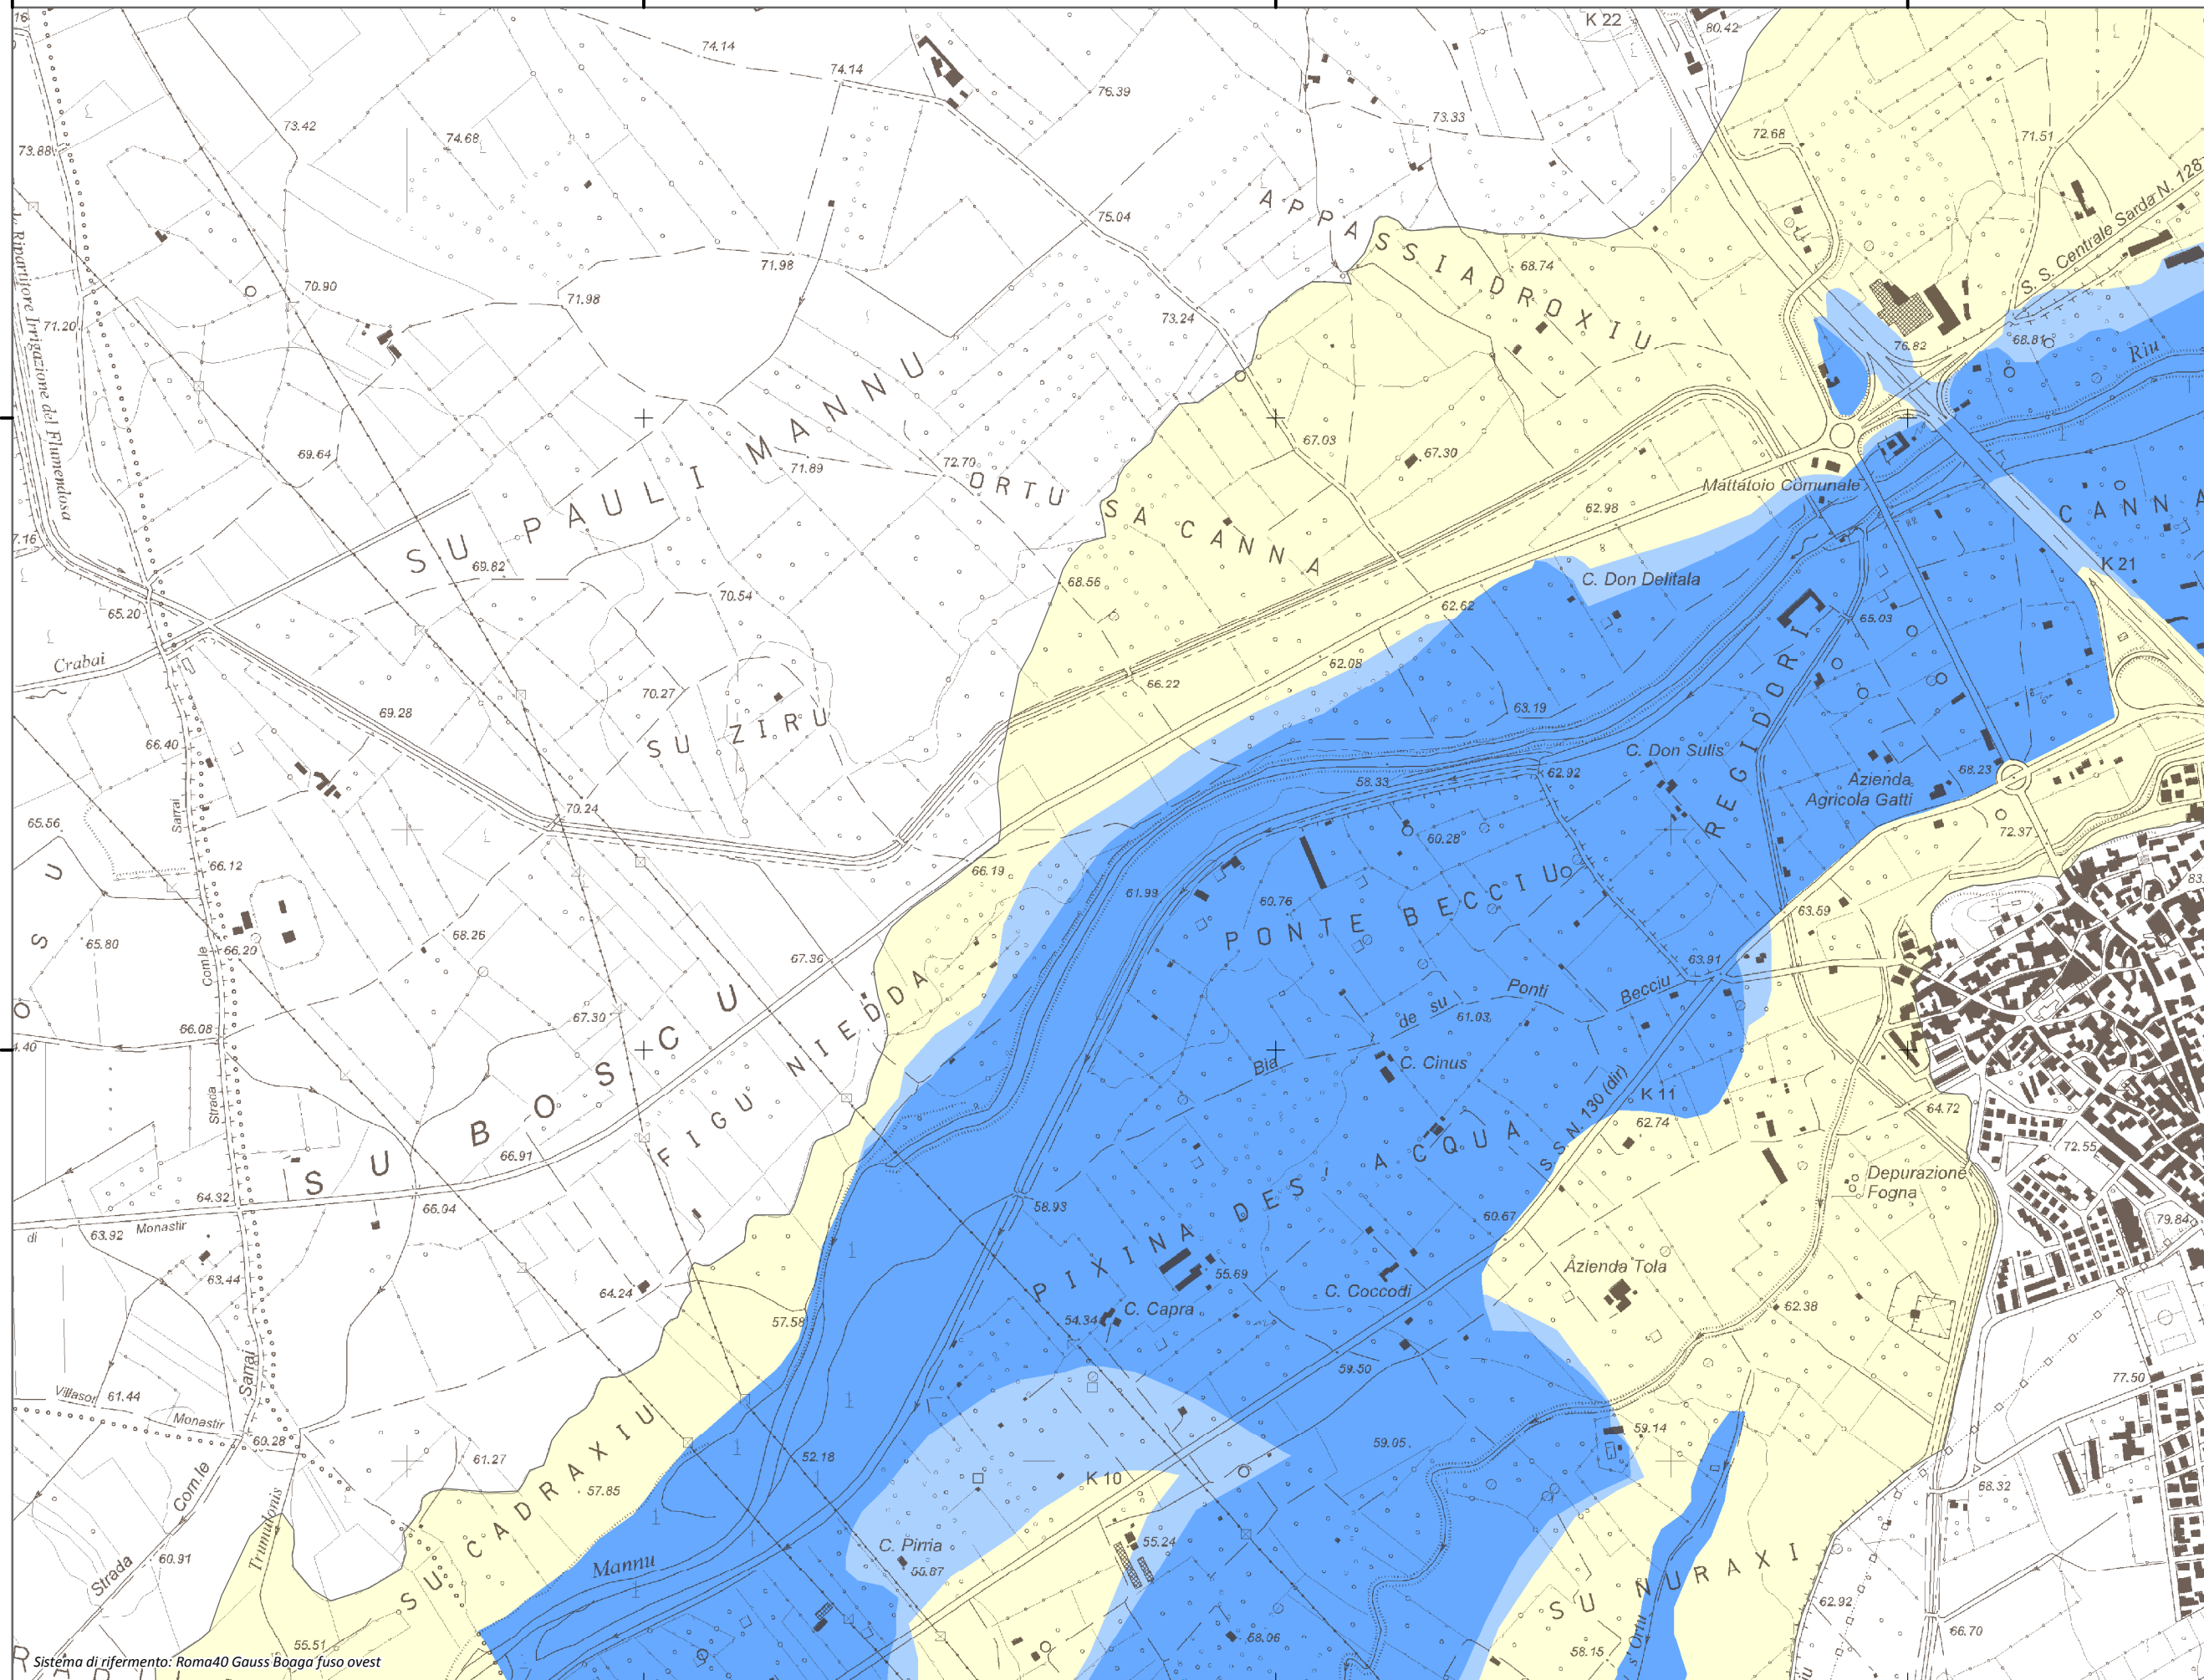 K 22
80.42
74.14
74.14
76.39
73.33
72.68
71.51
73.42
74.68
73.88
S. S. Centrale Sarda N. 128
APPASSIADROXIU
75.04
68.74
71.98
71.98
70.90
71.20
73.24
76.82
68.81
Riu
Ripartitore Irrigazione del Flumendosa
SU PAULI MANNU
67.03
67.30
69.64
71.89
72.70
ORTU SA CANNA
Mattatoio Comunale
62.98
CANNA
7.16
69.82
68.56
70.54
C. Don Delitala
K 21
65.20
62.62
65.03
Crabai
62.08
66.22
70.27
69.28
63.19
SU ZIRU
66.40
C. Don Sulis
REGIDORI
62.92
58.33
68.23
Azienda
Agricola Gatti
70.24
Sarrai
65.56
60.28
72.37
66.12
66.19
61.99
60.76
PONTE BECCIU
63.59
83.
65.80
68.26
66.20
Com.le
67.36
63.91
Bia de su Ponti Becciu
61.03
67.30
66.08
4.40
SU BOSCU
FIGU NIEDDA
C. Cinus
S.S.N. 130 (dir)
K 11
62.74
64.72
Strada
66.91
72.55
PIXINA DES' ACQUA
Depurazione
Fogna
64.32
66.04
58.93
60.67
79.84
di
63.92
Monastir
63.44
64.24
55.69
Azienda Tola
C. Coccodi
C. Capra
54.34
57.58
62.38
59.50
77.50
Sarrai
Villasor
61.44
Monastir
60.28
61.27
SU CADRAXIU
52.18
59.05
59.14
K 10
57.85
68.32
Com.le
Trumulonis
C. Pirria
55.87
55.24
60.91
Strada
Mannu
SU NURAXI
62.92
58.06
58.15
s'Ortu
66.70
55.51
Sistema di rifermento: Roma40 Gauss Boaga fuso ovest